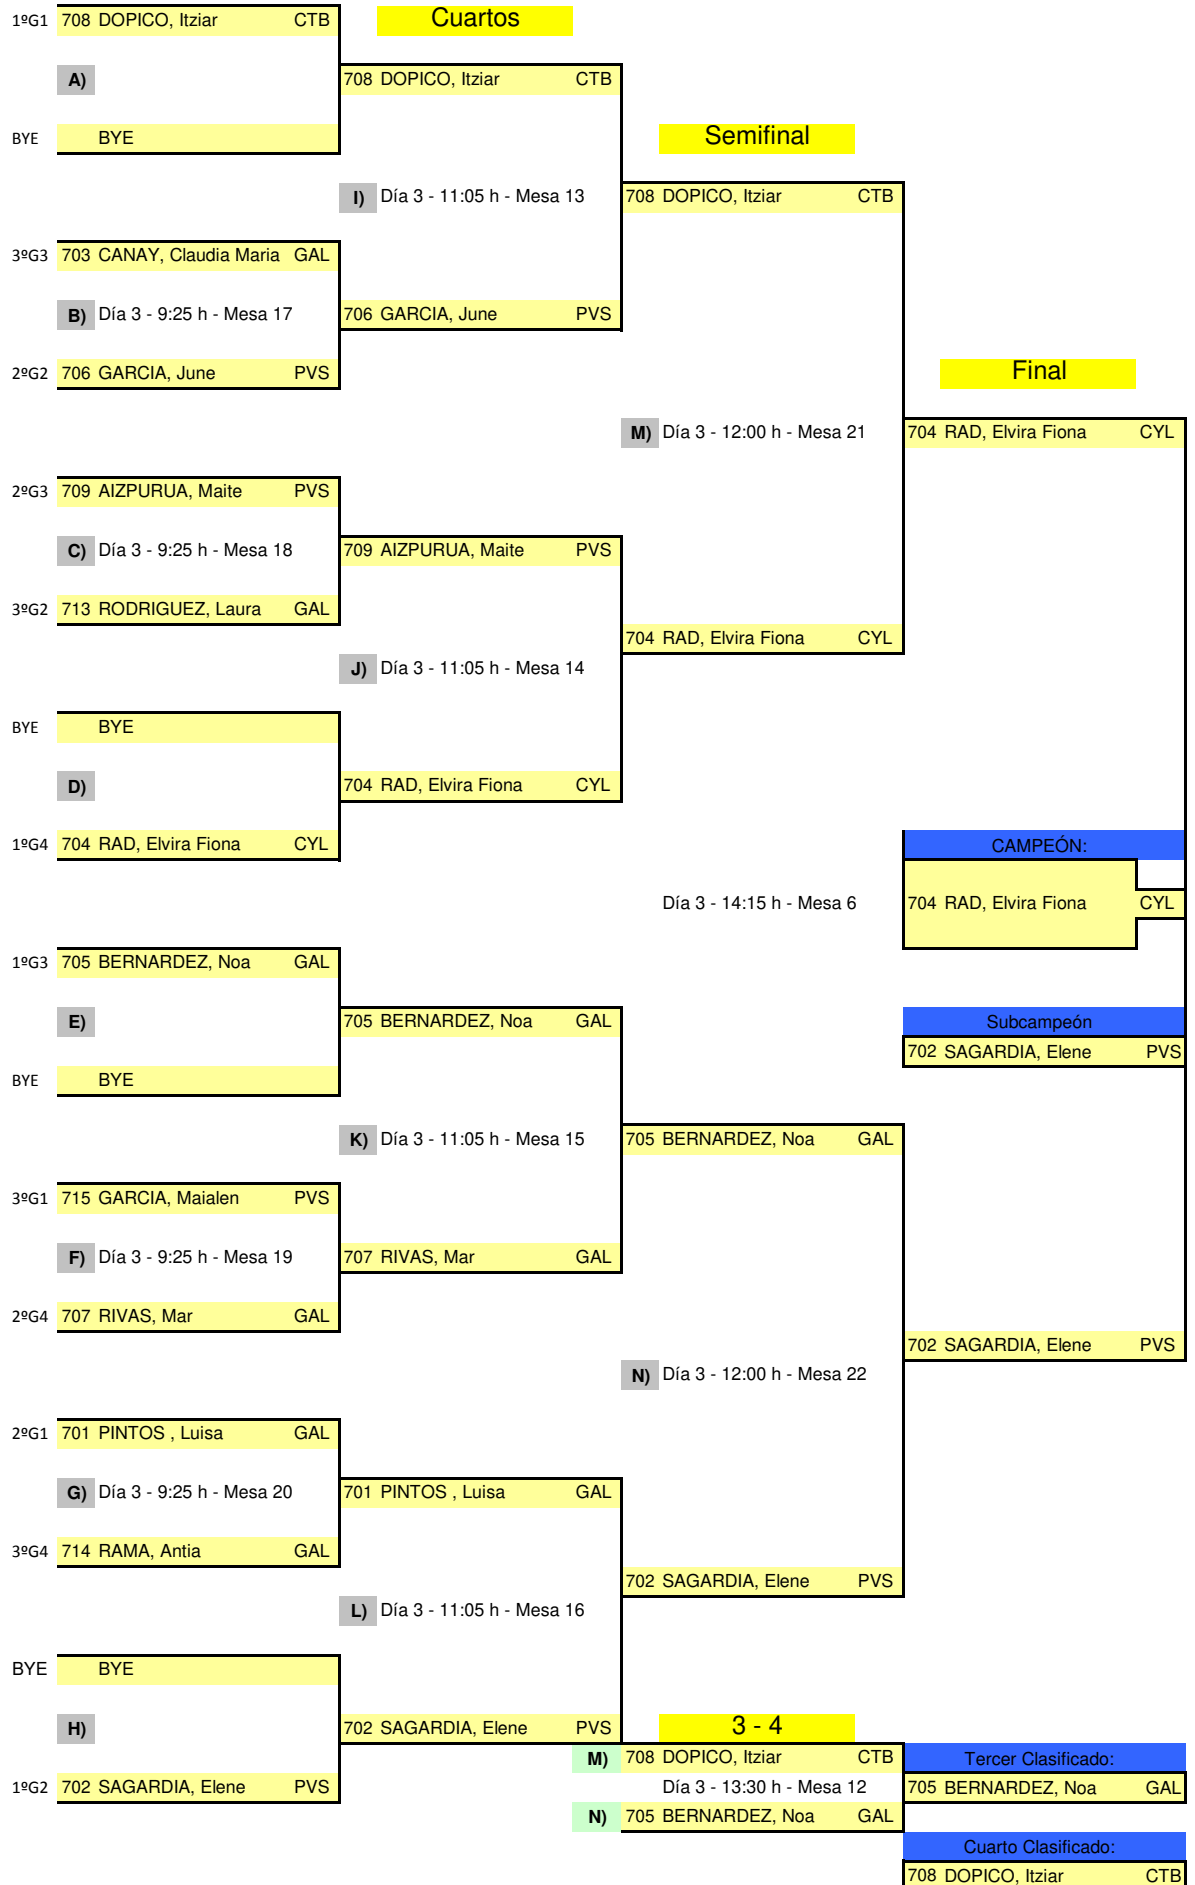 1ºG1 708 DOPICO, Itziar CTB Cuartos
A) 708 DOPICO, Itziar CTB
BYE BYE Semifinal
I) Día 3 - 11:05 h - Mesa 13 708 DOPICO, Itziar CTB
3ºG3 703 CANAY, Claudia Maria GAL
B) Día 3 - 9:25 h - Mesa 17 706 GARCIA, June PVS
2ºG2 706 GARCIA, June PVS Final
M) Día 3 - 12:00 h - Mesa 21 704 RAD, Elvira Fiona CYL
2ºG3 709 AIZPURUA, Maite PVS
C) Día 3 - 9:25 h - Mesa 18 709 AIZPURUA, Maite PVS
3ºG2 713 RODRIGUEZ, Laura GAL
704 RAD, Elvira Fiona CYL
J) Día 3 - 11:05 h - Mesa 14
BYE BYE
D) 704 RAD, Elvira Fiona CYL
1ºG4 704 RAD, Elvira Fiona CYL CAMPEÓN:
Día 3 - 14:15 h - Mesa 6 704 RAD, Elvira Fiona CYL
1ºG3 705 BERNARDEZ, Noa GAL
E) 705 BERNARDEZ, Noa GAL Subcampeón
702 SAGARDIA, Elene PVS
BYE BYE
K) Día 3 - 11:05 h - Mesa 15 705 BERNARDEZ, Noa GAL
3ºG1 715 GARCIA, Maialen PVS
F) Día 3 - 9:25 h - Mesa 19 707 RIVAS, Mar GAL
2ºG4 707 RIVAS, Mar GAL
702 SAGARDIA, Elene PVS
N) Día 3 - 12:00 h - Mesa 22
2ºG1 701 PINTOS , Luisa GAL
G) Día 3 - 9:25 h - Mesa 20 701 PINTOS , Luisa GAL
3ºG4 714 RAMA, Antia GAL
702 SAGARDIA, Elene PVS
L) Día 3 - 11:05 h - Mesa 16
BYE BYE
H) 702 SAGARDIA, Elene PVS 3 - 4
M) 708 DOPICO, Itziar CTB Tercer Clasificado:
1ºG2 702 SAGARDIA, Elene PVS Día 3 - 13:30 h - Mesa 12 705 BERNARDEZ, Noa GAL
N) 705 BERNARDEZ, Noa GAL
Cuarto Clasificado:
708 DOPICO, Itziar CTB